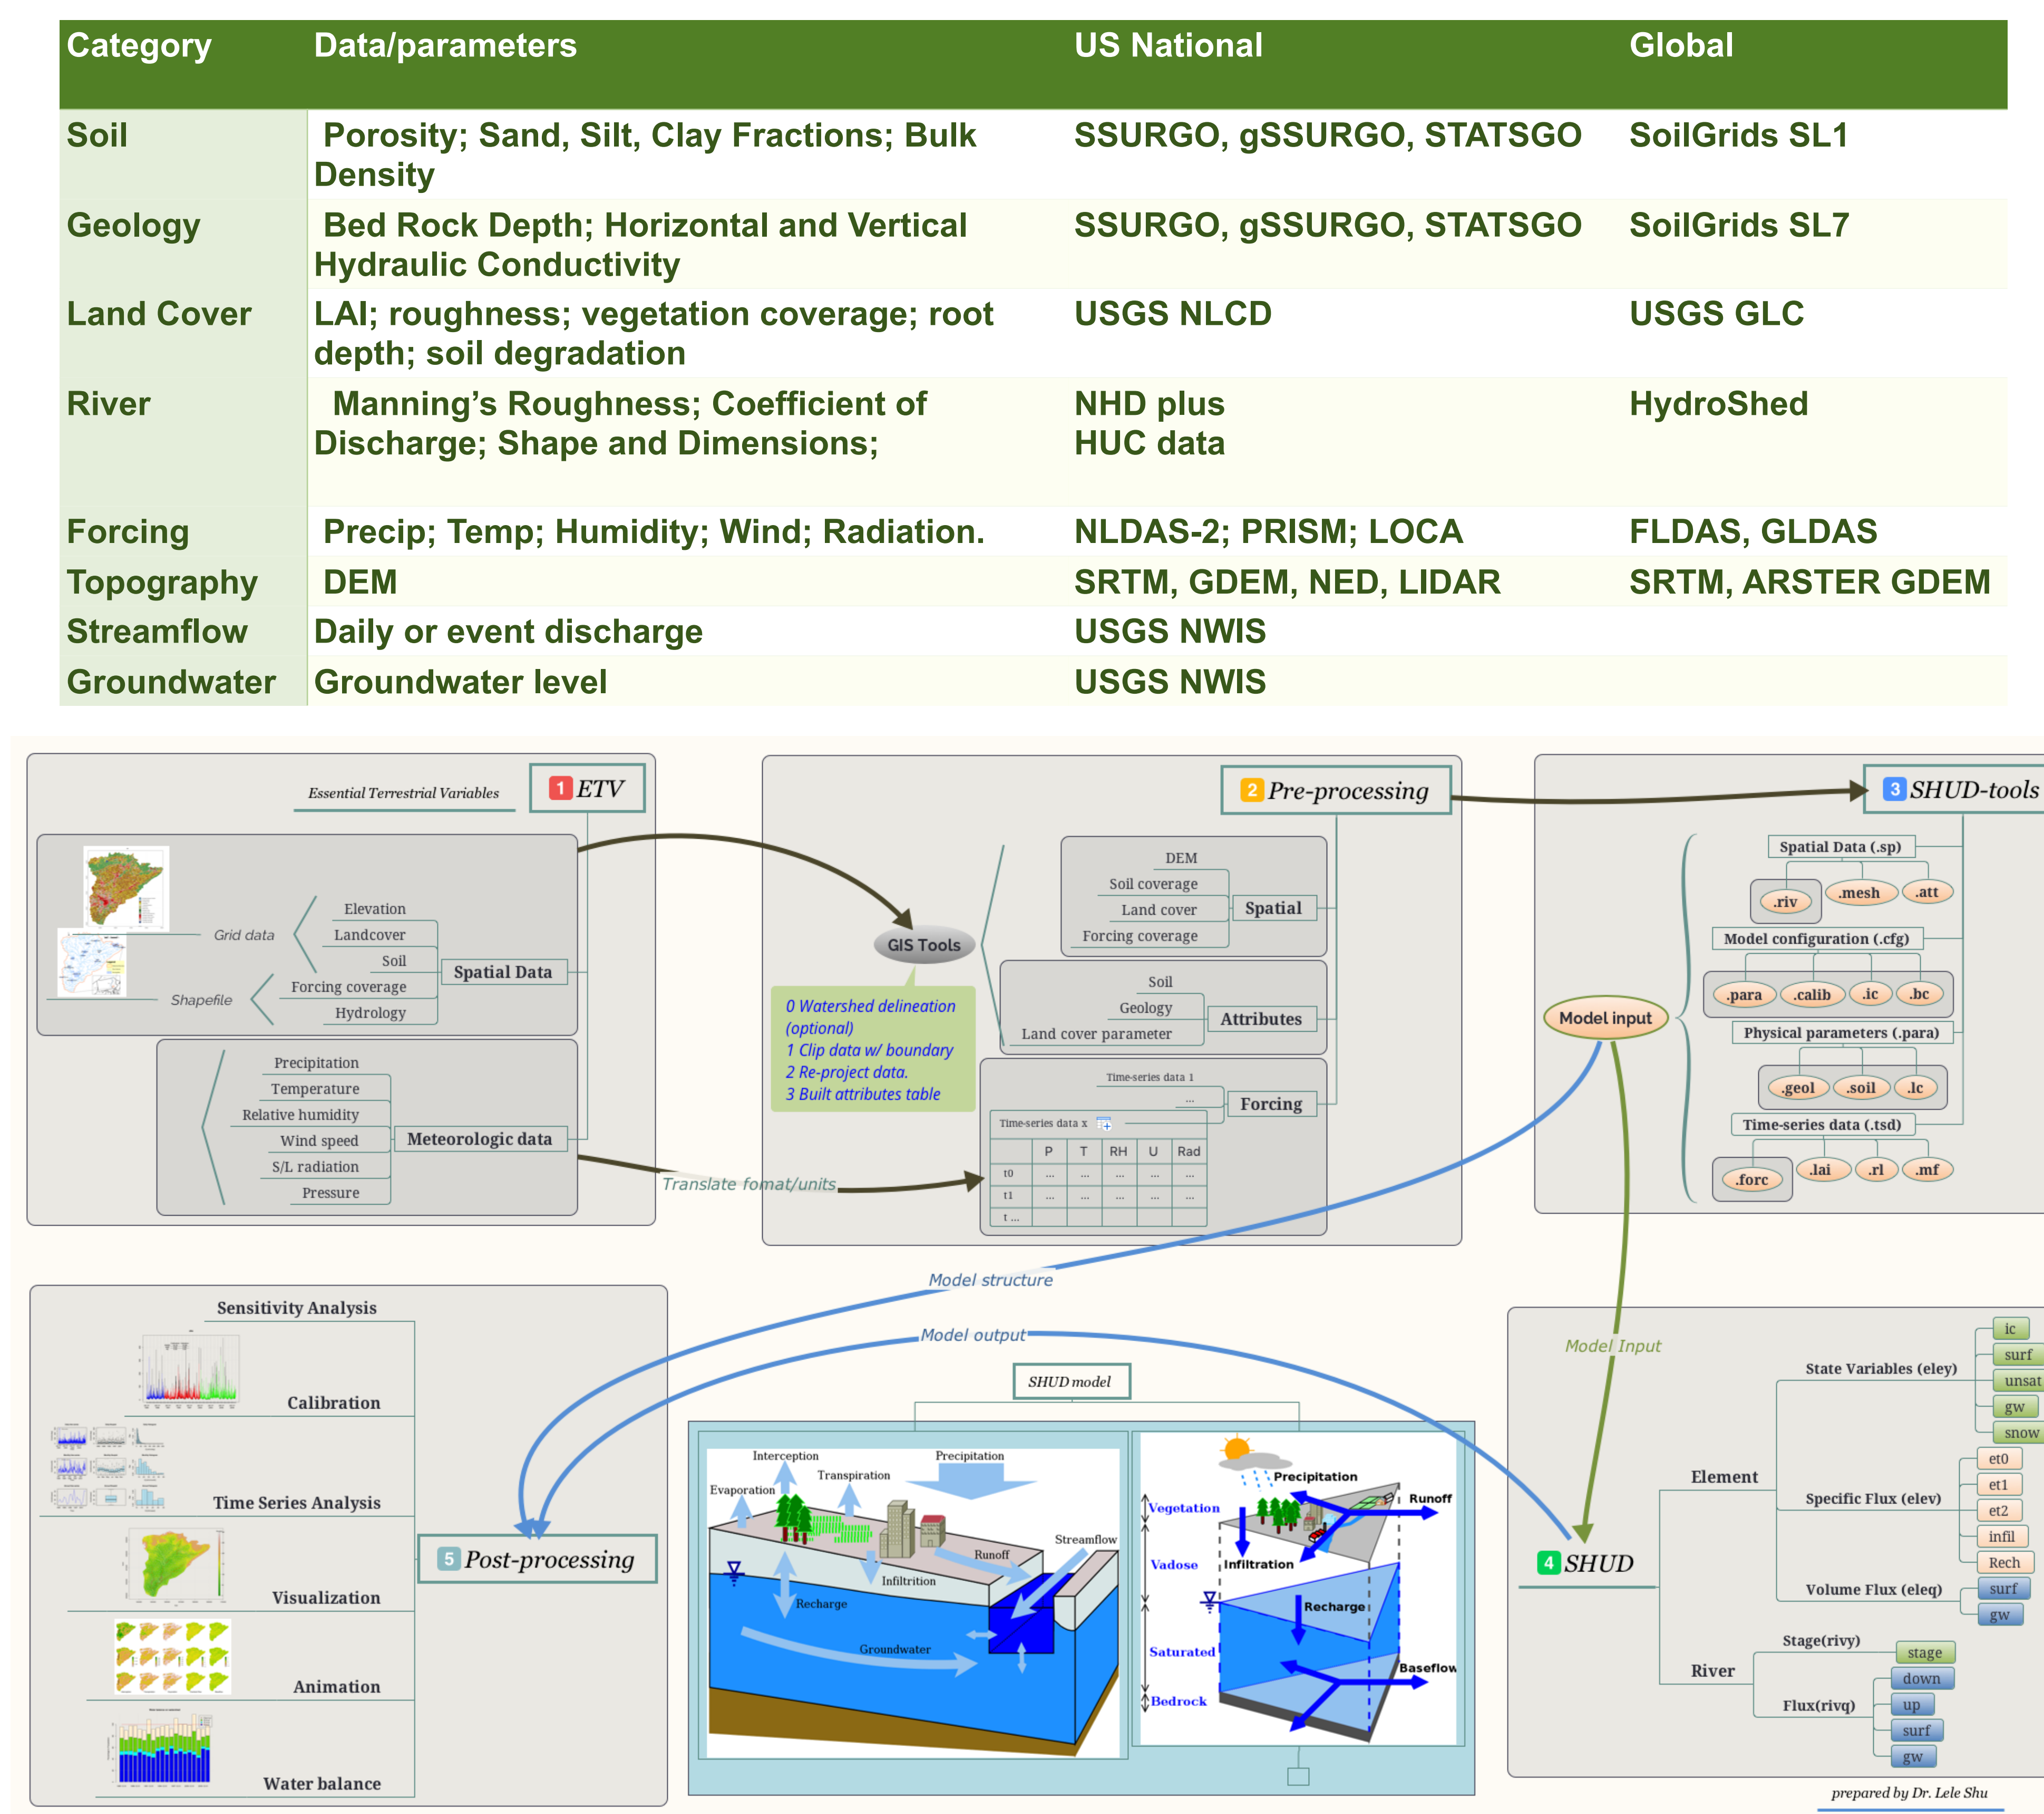 Category Data/parameters US National Global
Soil Porosity; Sand, Silt, Clay Fractions; Bulk SSURGO, gSSURGO, STATSGO SoilGrids SL1
Density
Geology Bed Rock Depth; Horizontal and Vertical SSURGO, gSSURGO, STATSGO SoilGrids SL7
Hydraulic Conductivity
Land Cover LAI; roughness; vegetation coverage; root USGS NLCD USGS GLC
depth; soil degradation
River Manning’s Roughness; Coefficient of NHD plus HydroShed
Discharge; Shape and Dimensions; HUC data
Forcing Precip; Temp; Humidity; Wind; Radiation. NLDAS-2; PRISM; LOCA FLDAS, GLDAS
Topography DEM SRTM, GDEM, NED, LIDAR SRTM, ARSTER GDEM
Streamflow Daily or event discharge USGS NWIS
Groundwater Groundwater level USGS NWIS
Essential Terrestrial Variables
1 ETV
Elevation
Grid data
Landcover
Soil
Spatial Data
Forcing coverage
Shapefile
Hydrology
Precipitation
Temperature
Relative humidity
Wind speed
Meteorologic data
S/L radiation
Pressure
Translate fomat/units
2 Pre-processing
DEM
Soil coverage
Land cover
Spatial
Forcing coverage
GIS Tools
0 Watershed delineation
(optional)
1 Clip data w/ boundary
2 Re-project data.
3 Built attributes table
Soil
Geology
Attributes
Land cover parameter
Time-series data 1
...
Forcing
Time-series data x
P T RH U Rad
t0 ... ... ... ... ...
t1 ... ... ... ... ...
t ...
3 SHUD-tools
Spatial Data (.sp)
.riv .mesh .att
Model configuration (.cfg)
.para .calib .ic .bc
Model input
Physical parameters (.para)
.geol .soil .lc
Time-series data (.tsd)
.forc .lai .rl .mf
Model structure
Model output
Model Input
Sensitivity Analysis
Calibration
Time Series Analysis
5 Post-processing
Visualization
Animation
Water balance
SHUD model
Interception
Precipitation
Transpiration
Evaporation
Streamflow
Runoff
Infiltrition
Recharge
Groundwater
Precipitation
Vegetation
Runoff
Vadose
Infiltration
Recharge
Saturated
Baseflow
Bedrock
4 SHUD
Element
State Variables (eley)
ic
surf
unsat
gw
snow
Specific Flux (elev)
et0
et1
et2
infil
Rech
Volume Flux (eleq)
surf
gw
River
Stage(rivy)
stage
Flux(rivq)
down
up
surf
gw
prepared by Dr. Lele Shu